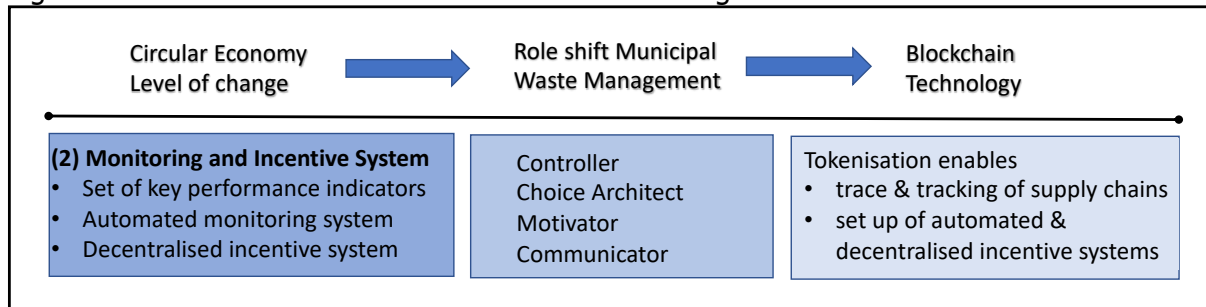 Circular Economy
Level of change
Role shift Municipal
Waste Management
Blockchain
Technology
(2) Monitoring and Incentive System
• Set of key performance indicators
• Automated monitoring system
• Decentralised incentive system
Controller
Choice Architect
Motivator
Communicator
Tokenisation enables
• trace & tracking of supply chains
• set up of automated &
decentralised incentive systems